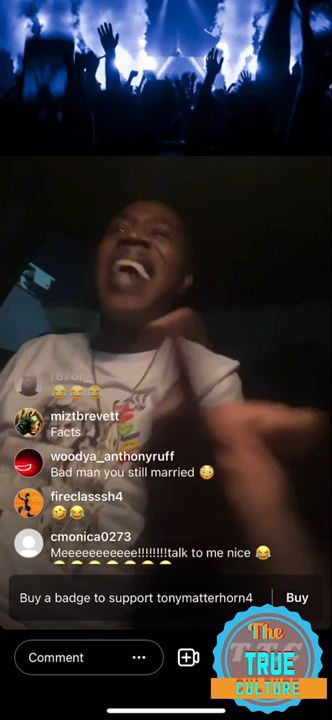 😂😂😂
miztbrevett
Facts
woodya_anthonyruff
Bad man you still married 😳
fireclasssh4
🤣😂
cmonica0273
Meeeeeeeeeee!!!!!!!!talk to me nice 😂
Buy a badge to support tonymatterhorn4
Buy
Comment
The
TRUE
CULTURE